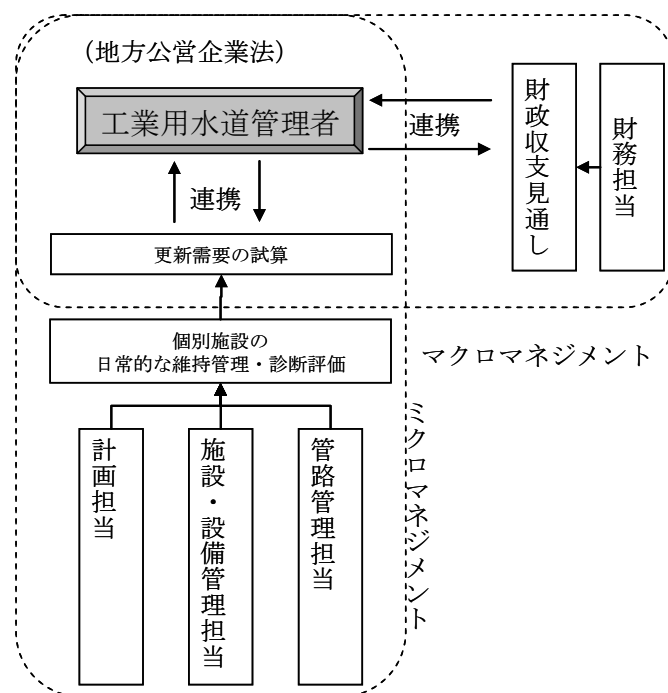 （地方公営企業法）
工業用水道管理者
連携
連携
財政収支見通し
財務担当
更新需要の試算
個別施設の
日常的な維持管理・診断評価
マクロマネジメント
ミクロマネジメント
計画担当
施設・設備管理担当
管路管理担当